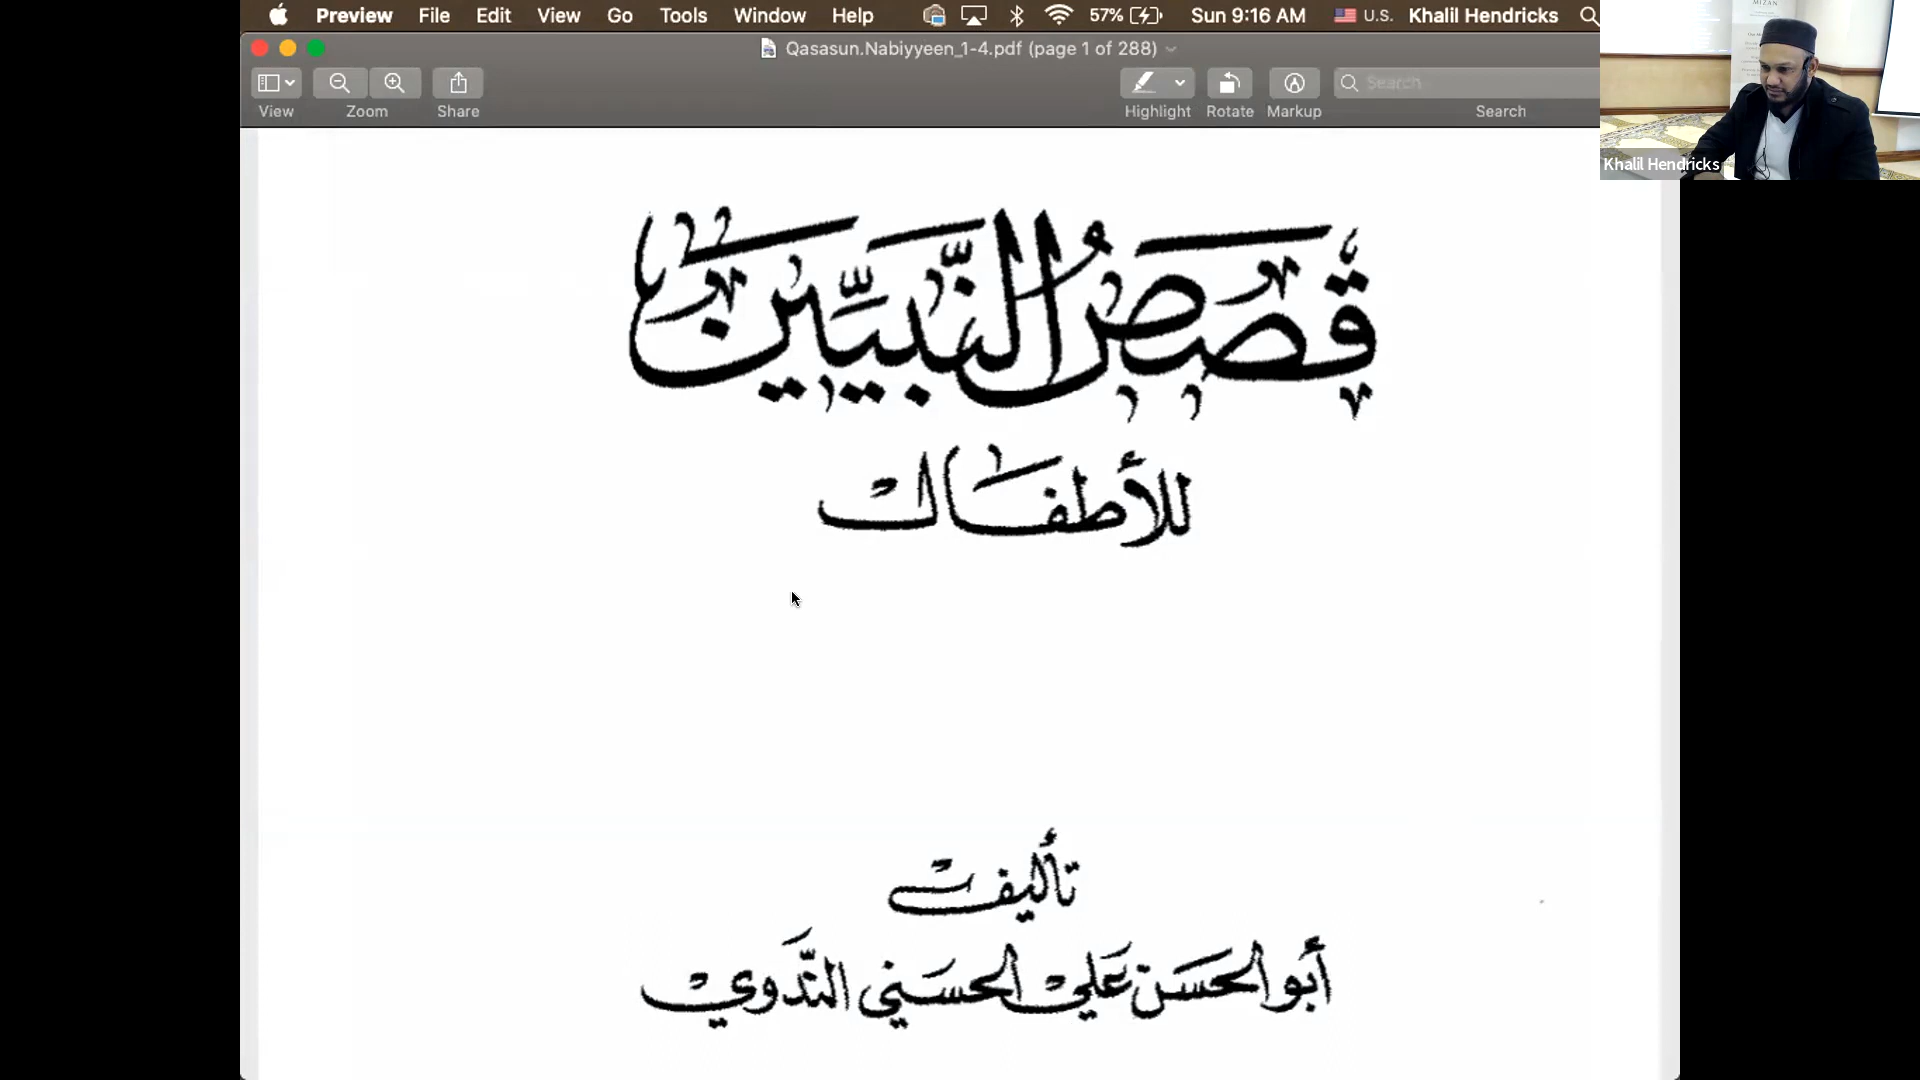 Preview File Edit View Go Tools Window Help 57% Sun 9:16 AM U.S. Khalil Hendricks
Qasasun.Nabiyyeen_1-4.pdf (page 1 of 288)
Search
View Zoom Share Highlight Rotate Markup Search
MIZAN
Khalil Hendricks
قصص النبيين
للأطفال
تأليف
أبو الحسن علي الحسني الندوي